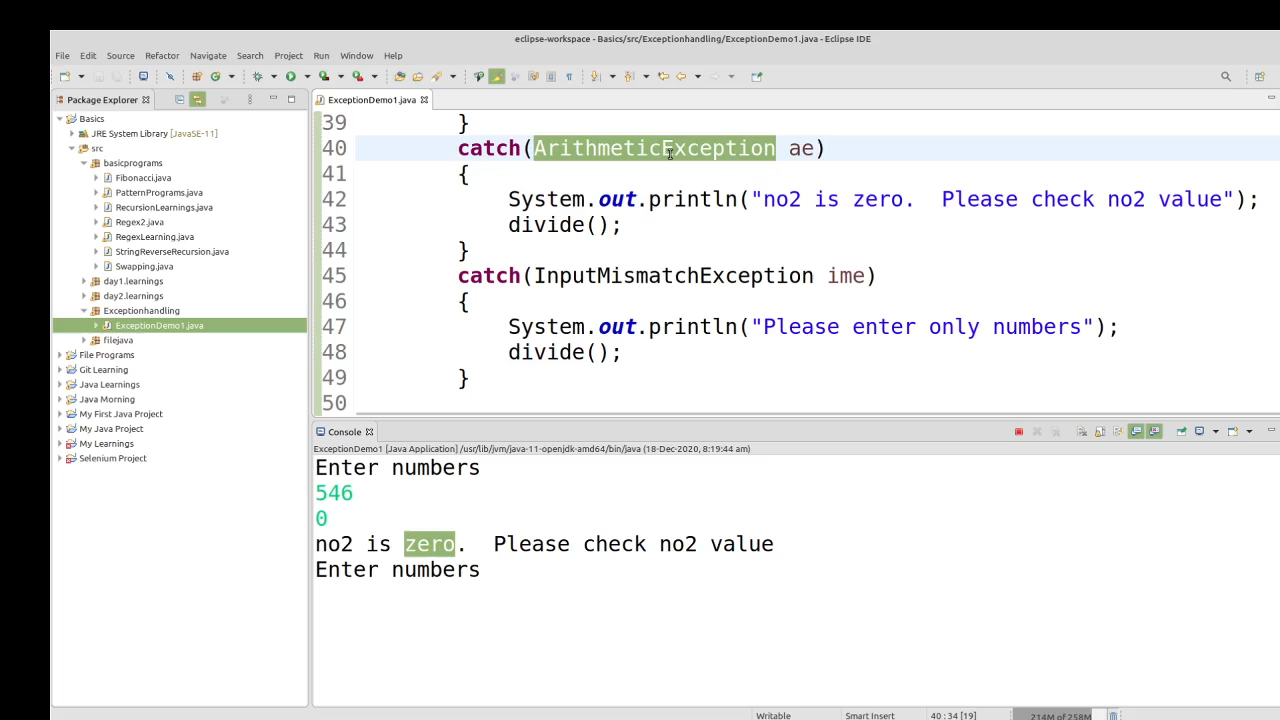 eclipse-workspace - Basics/src/Exceptionhandling/ExceptionDemo1.java - Eclipse IDE
File Edit Source Refactor Navigate Search Project Run Window Help
Package Explorer
Basics
JRE System Library [JavaSE-11]
src
basicprograms
Fibonacci.java
PatternPrograms.java
RecursionLearnings.java
Regex2.java
RegexLearning.java
StringReverseRecursion.java
Swapping.java
day1.learnings
day2.learnings
Exceptionhandling
ExceptionDemo1.java
filejava
File Programs
Git Learning
Java Learnings
Java Morning
My First Java Project
My Java Project
My Learnings
Selenium Project
ExceptionDemo1.java
39 }
40 catch(ArithmeticException ae)
41 {
42 System.out.println("no2 is zero.  Please check no2 value");
43 divide();
44 }
45 catch(InputMismatchException ime)
46 {
47 System.out.println("Please enter only numbers");
48 divide();
49 }
50
Console
ExceptionDemo1 [Java Application] /usr/lib/jvm/java-11-openjdk-amd64/bin/java (18-Dec-2020, 8:19:44 am)
Enter numbers
546
0
no2 is zero.  Please check no2 value
Enter numbers
Writable Smart Insert 40 : 34 [19] 214M of 258M